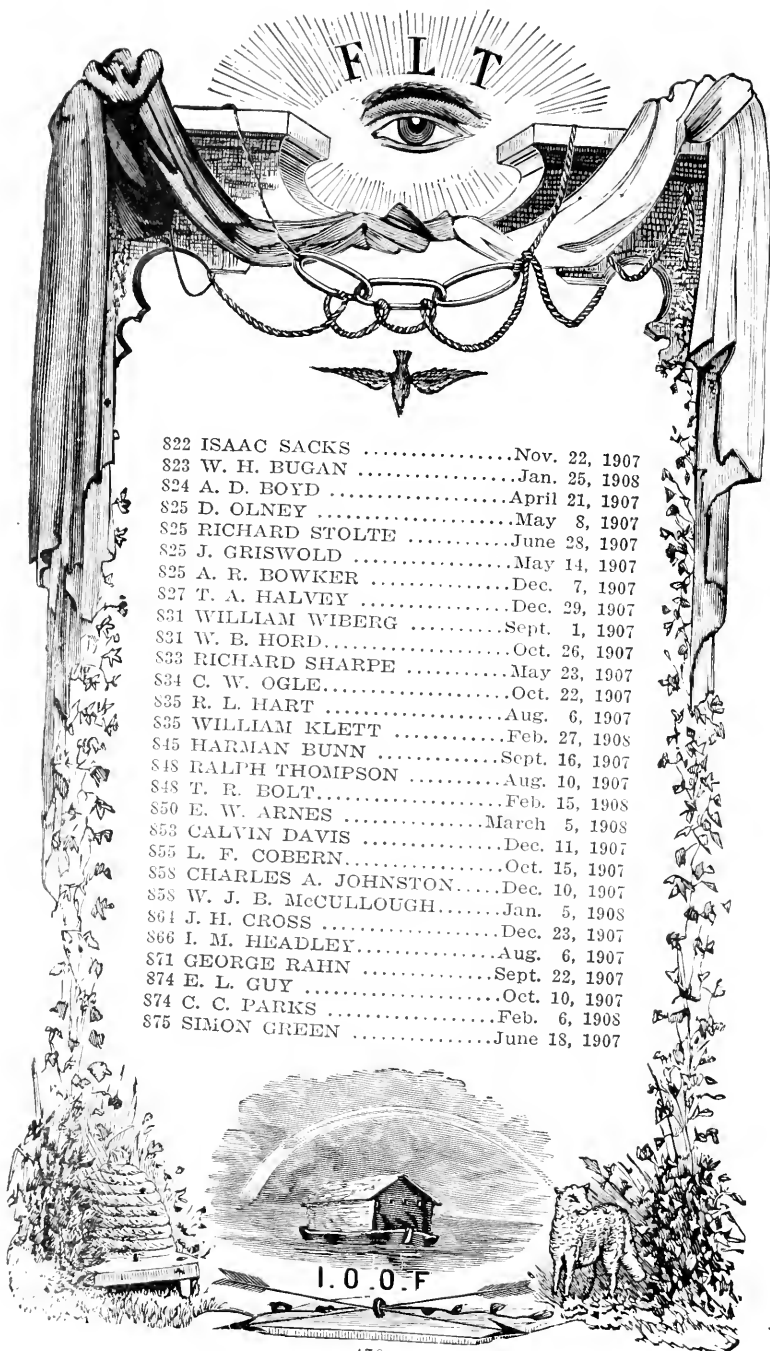 F L T
822 ISAAC SACKS ................Nov. 22, 1907
823 W. H. BUGAN ................Jan. 25, 1908
824 A. D. BOYD ..................April 21, 1907
825 D. OLNEY ....................May 8, 1907
825 RICHARD STOLTE ............June 28, 1907
825 J. GRISWOLD ................May 14, 1907
825 A. R. BOWKER ..............Dec. 7, 1907
827 T. A. HALVEY ...............Dec. 29, 1907
831 WILLIAM WIBERG ..........Sept. 1, 1907
831 W. B. HORD....................Oct. 26, 1907
833 RICHARD SHARPE ............May 23, 1907
834 C. W. OGLE....................Oct. 22, 1907
835 R. L. HART ..................Aug. 6, 1907
835 WILLIAM KLETT ............Feb. 27, 1908
845 HARMAN BUNN ..............Sept. 16, 1907
848 RALPH THOMPSON ..........Aug. 10, 1907
848 T. R. BOLT....................Feb. 15, 1908
850 E. W. ARNES ................March 5, 1908
853 CALVIN DAVIS ..............Dec. 11, 1907
855 L. F. COBERN.................Oct. 15, 1907
858 CHARLES A. JOHNSTON.....Dec. 10, 1907
858 W. J. B. McCULLOUGH.......Jan. 5, 1908
864 J. H. CROSS ..................Dec. 23, 1907
866 I. M. HEADLEY...............Aug. 6, 1907
871 GEORGE RAHN ..............Sept. 22, 1907
874 E. L. GUY ....................Oct. 10, 1907
874 C. C. PARKS ..................Feb. 6, 1908
875 SIMON GREEN ...............June 18, 1907
I.O.O.F